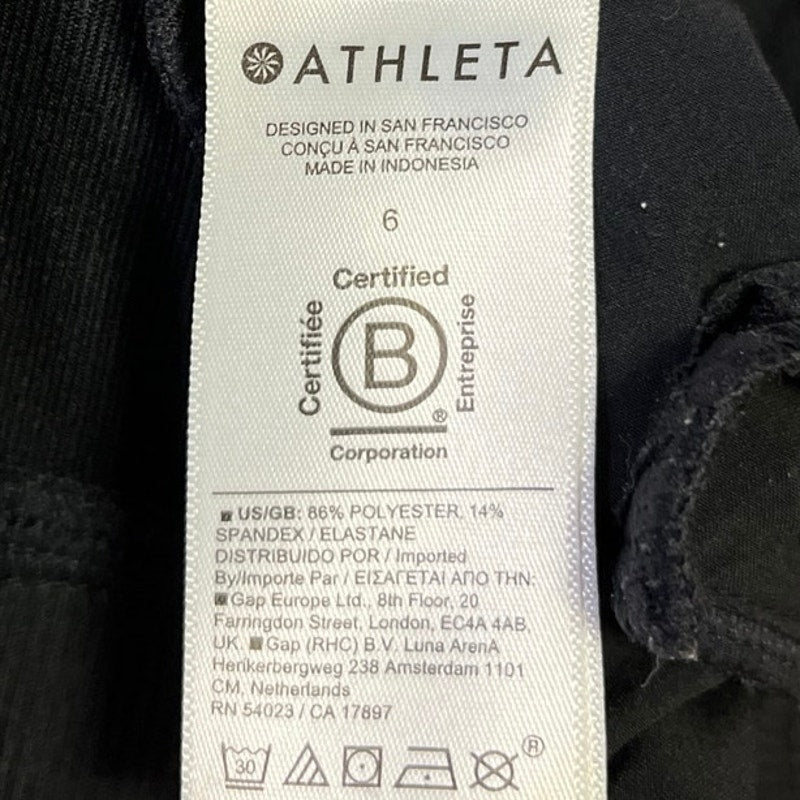 ATHLETA
DESIGNED IN SAN FRANCISCO
CONÇU À SAN FRANCISCO
MADE IN INDONESIA
6
Certified
Certifiée
B
Entreprise
®
Corporation
US/GB: 86% POLYESTER, 14%
SPANDEX / ELASTANE
DISTRIBUIDO POR / Imported
By/Importe Par / ΕΙΣΑΓΕΤΑΙ ΑΠΟ ΤΗΝ:
Gap Europe Ltd., 8th Floor, 20
Farringdon Street, London, EC4A 4AB,
UK. Gap (RHC) B.V. Luna ArenA
Herikerbergweg 238 Amsterdam 1101
CM, Netherlands
RN 54023 / CA 17897
30
®